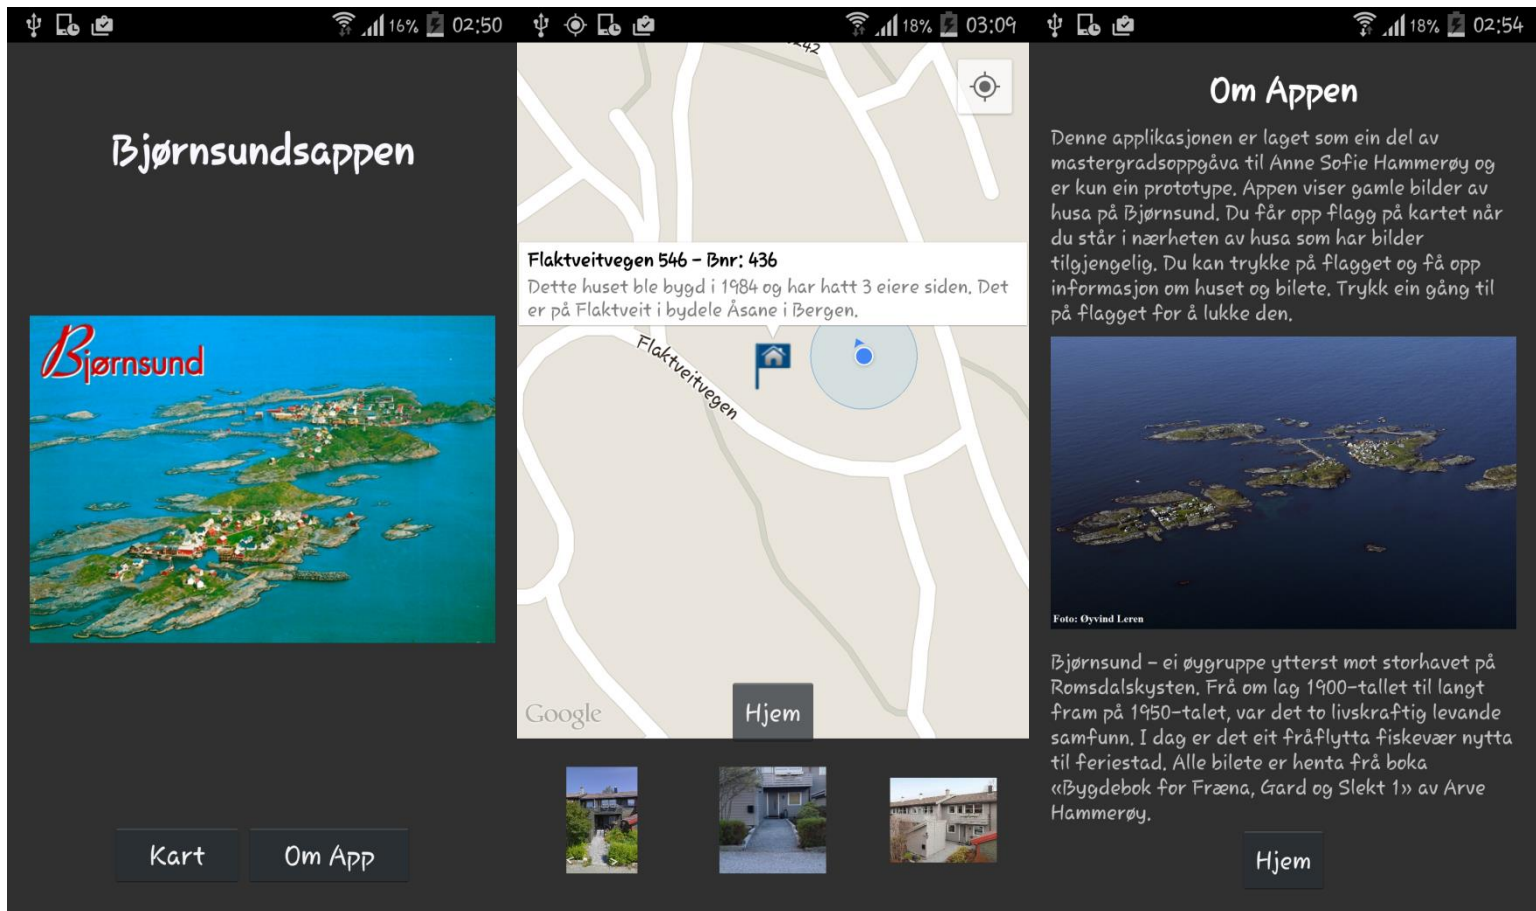 16% 02:50
Bjørnsundsappen
Bjørnsund
Kart
Om App
18% 03:09
Flaktveitvegen 546 - Bnr: 436
Dette huset ble bygd i 1984 og har hatt 3 eiere siden. Det
er på Flaktveit i bydele Åsane i Bergen.
Flaktveitvegen
Google
Hjem
18% 02:54
Om Appen
Denne applikasjonen er laget som ein del av
mastergradsoppgåva til Anne Sofie Hammerøy og
er kun ein prototype. Appen viser gamle bilder av
husa på Bjørnsund. Du får opp flagg på kartet når
du står i nærheten av husa som har bilder
tilgjengelig. Du kan trykke på flagget og få opp
informasjon om huset og bilete. Trykk ein gång til
på flagget for å lukke den.
Foto: Øyvind Leren
Bjørnsund - ei øygruppe ytterst mot storhavet på
Romsdalskysten. Frå om lag 1900-tallet til langt
fram på 1950-talet, var det to livskraftig levande
samfunn. I dag er det eit fråflytta fiskevær nytta
til feriestad. Alle bilete er henta frå boka
«Bygdebok for Fræna, Gard og Slekt 1» av Arve
Hammerøy.
Hjem